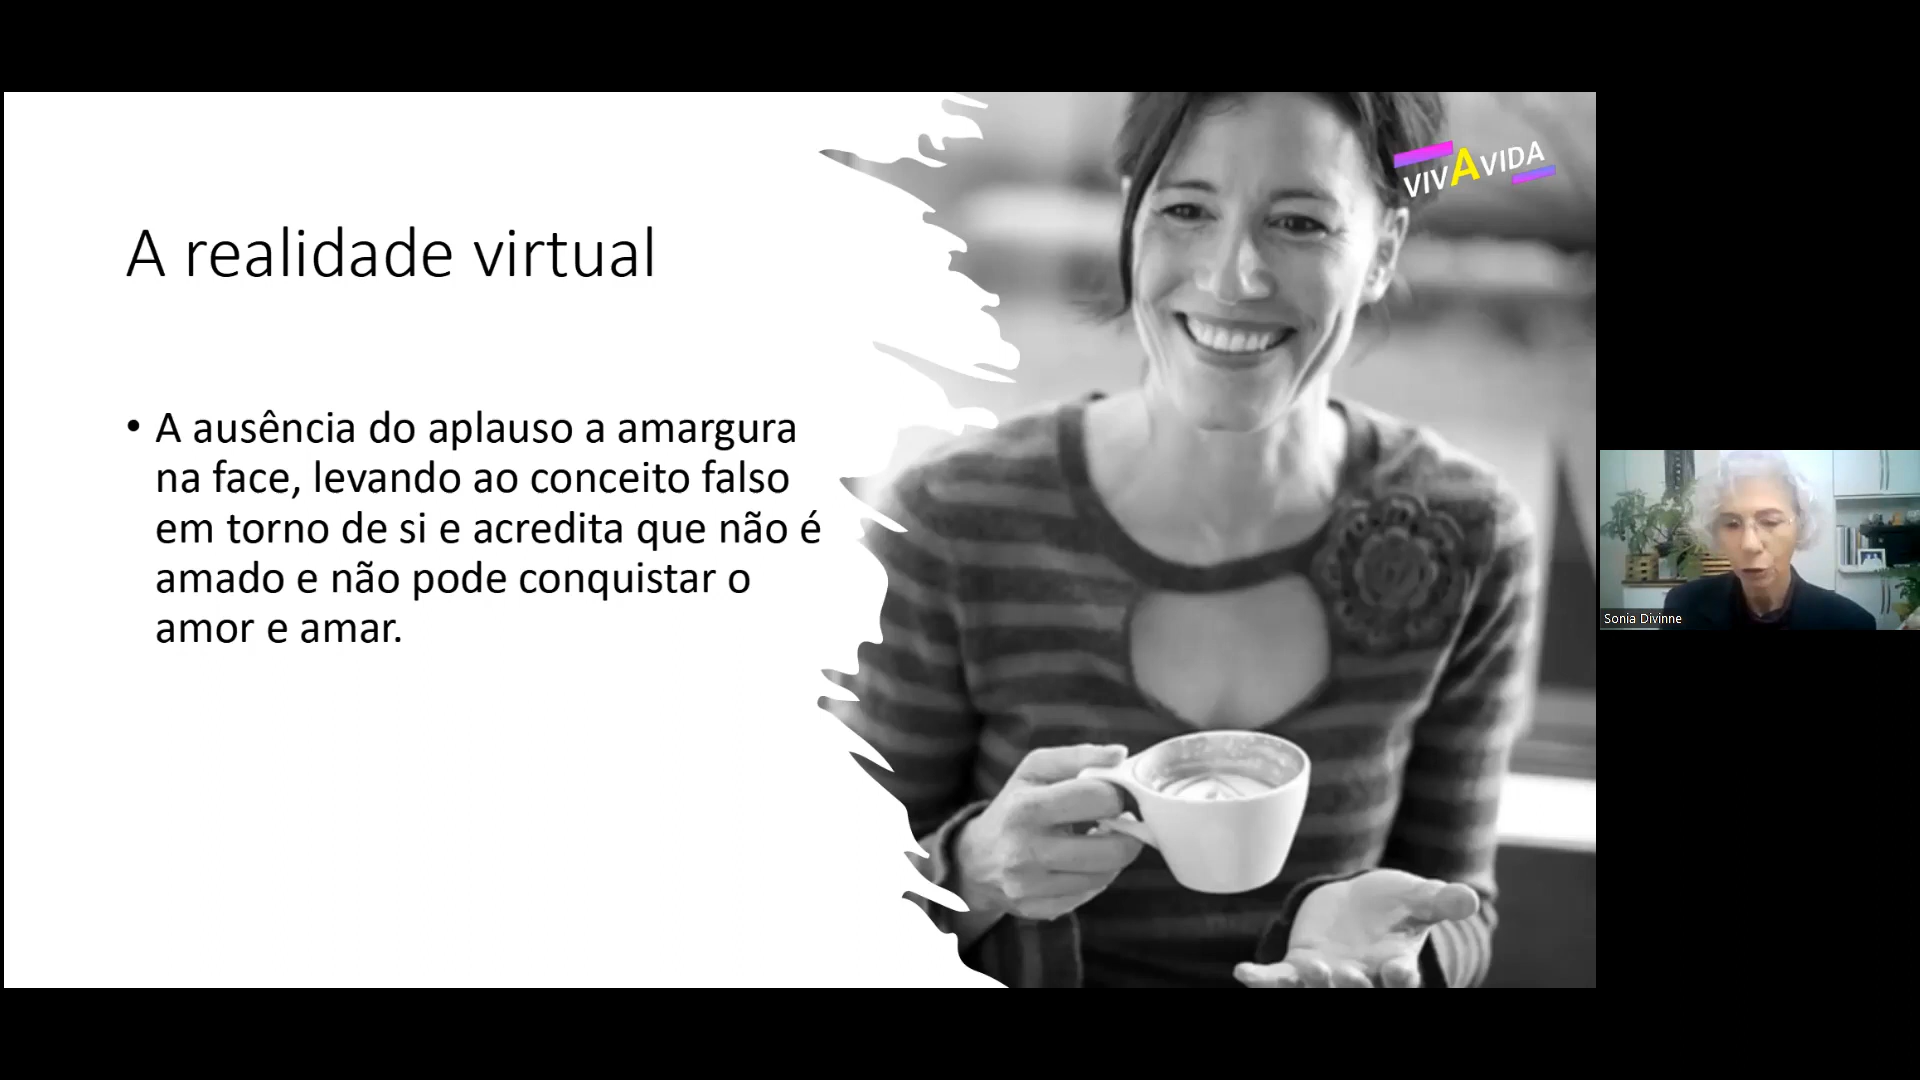 A realidade virtual
• A ausência do aplauso a amargura
na face, levando ao conceito falso
em torno de si e acredita que não é
amado e não pode conquistar o
amor e amar.
VIVAVIDA
Sonia Divinne